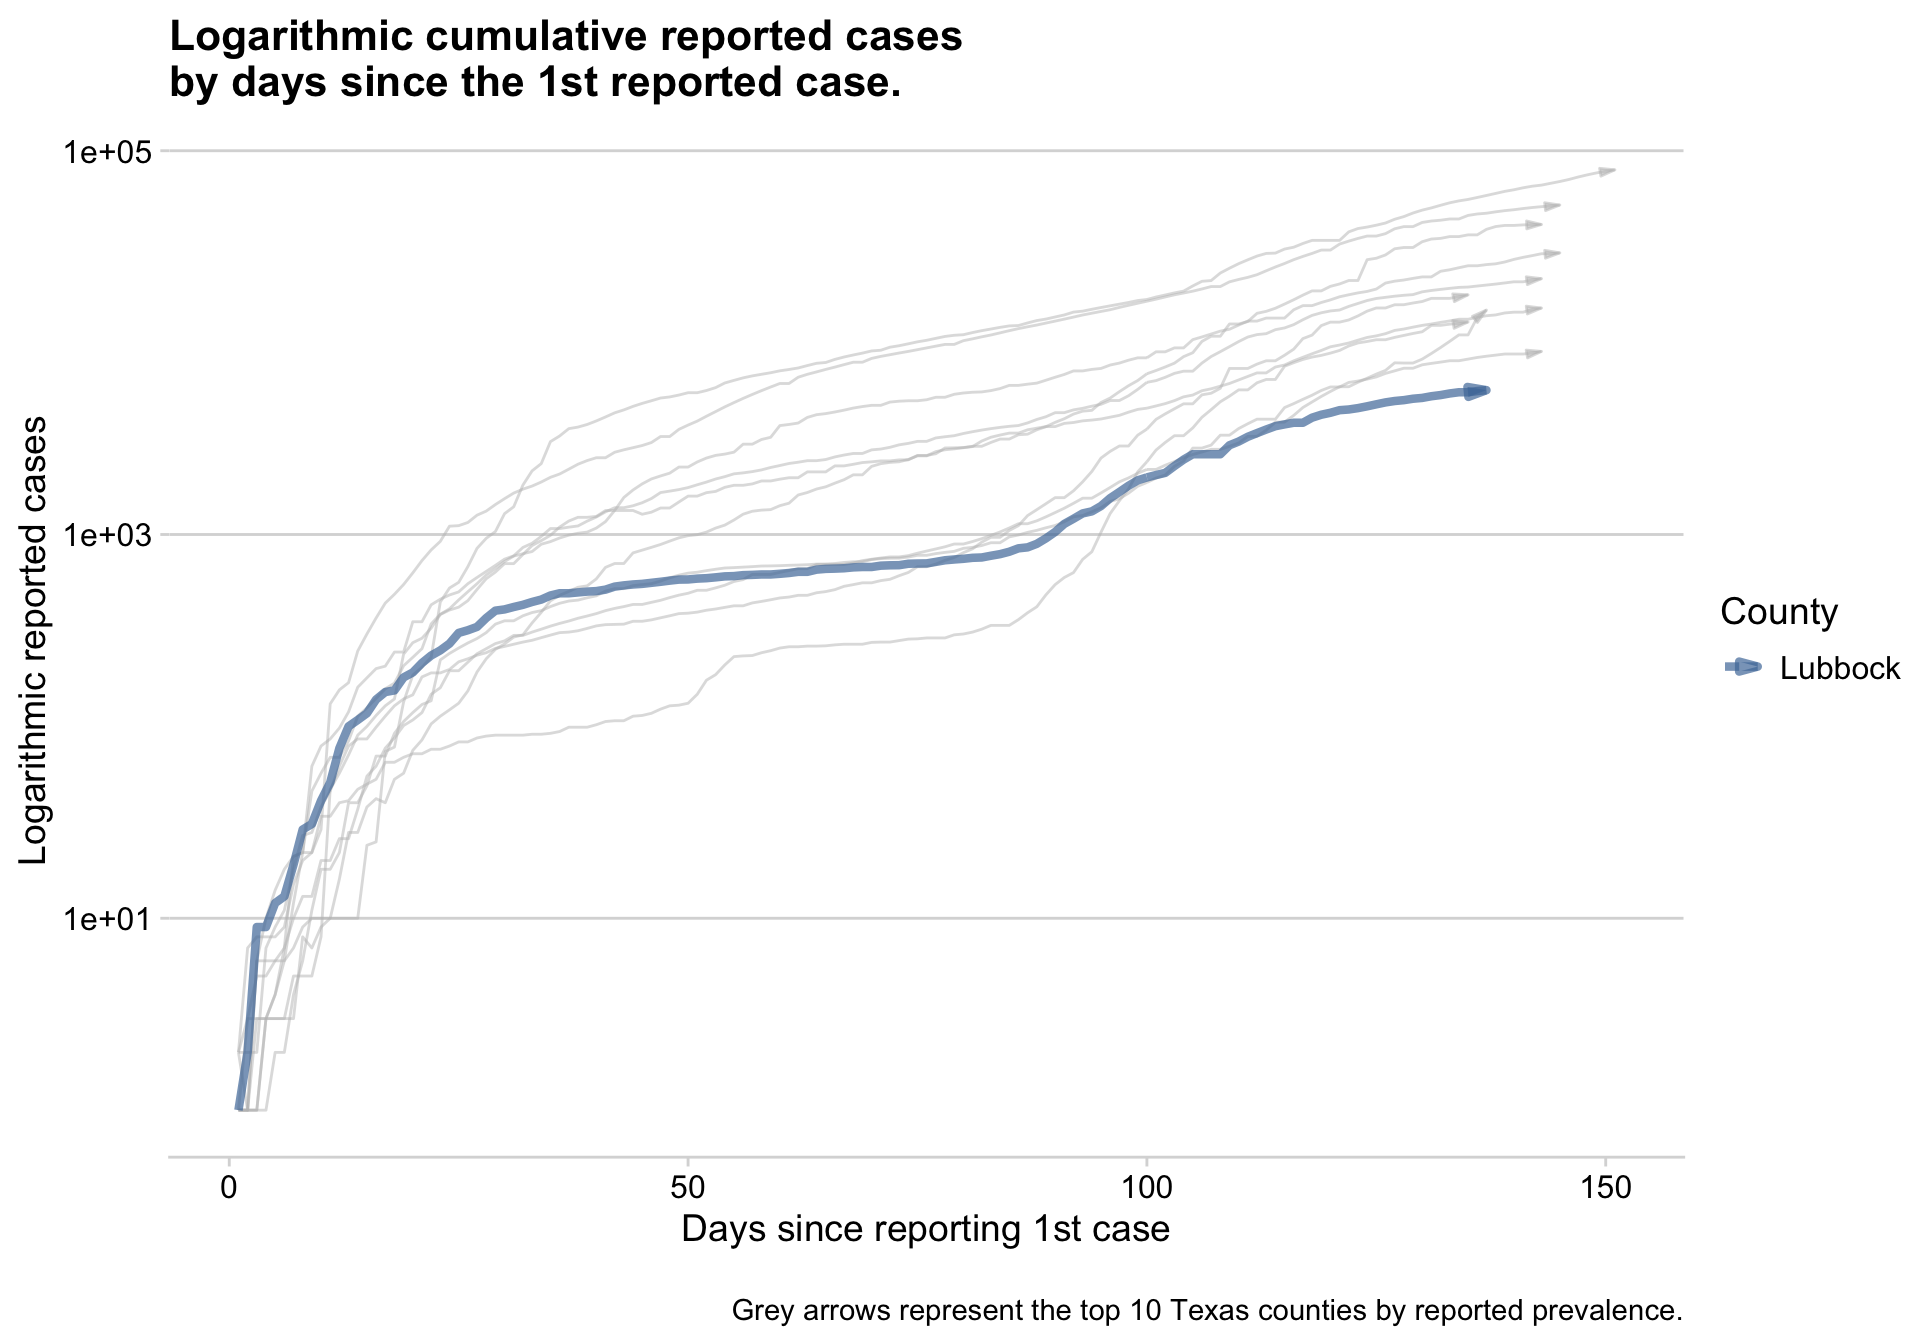 Logarithmic cumulative reported cases
by days since the 1st reported case.
1e+05
1e+03
1e+01
Logarithmic reported cases
0 50 100 150
Days since reporting 1st case
County
Lubbock
Grey arrows represent the top 10 Texas counties by reported prevalence.